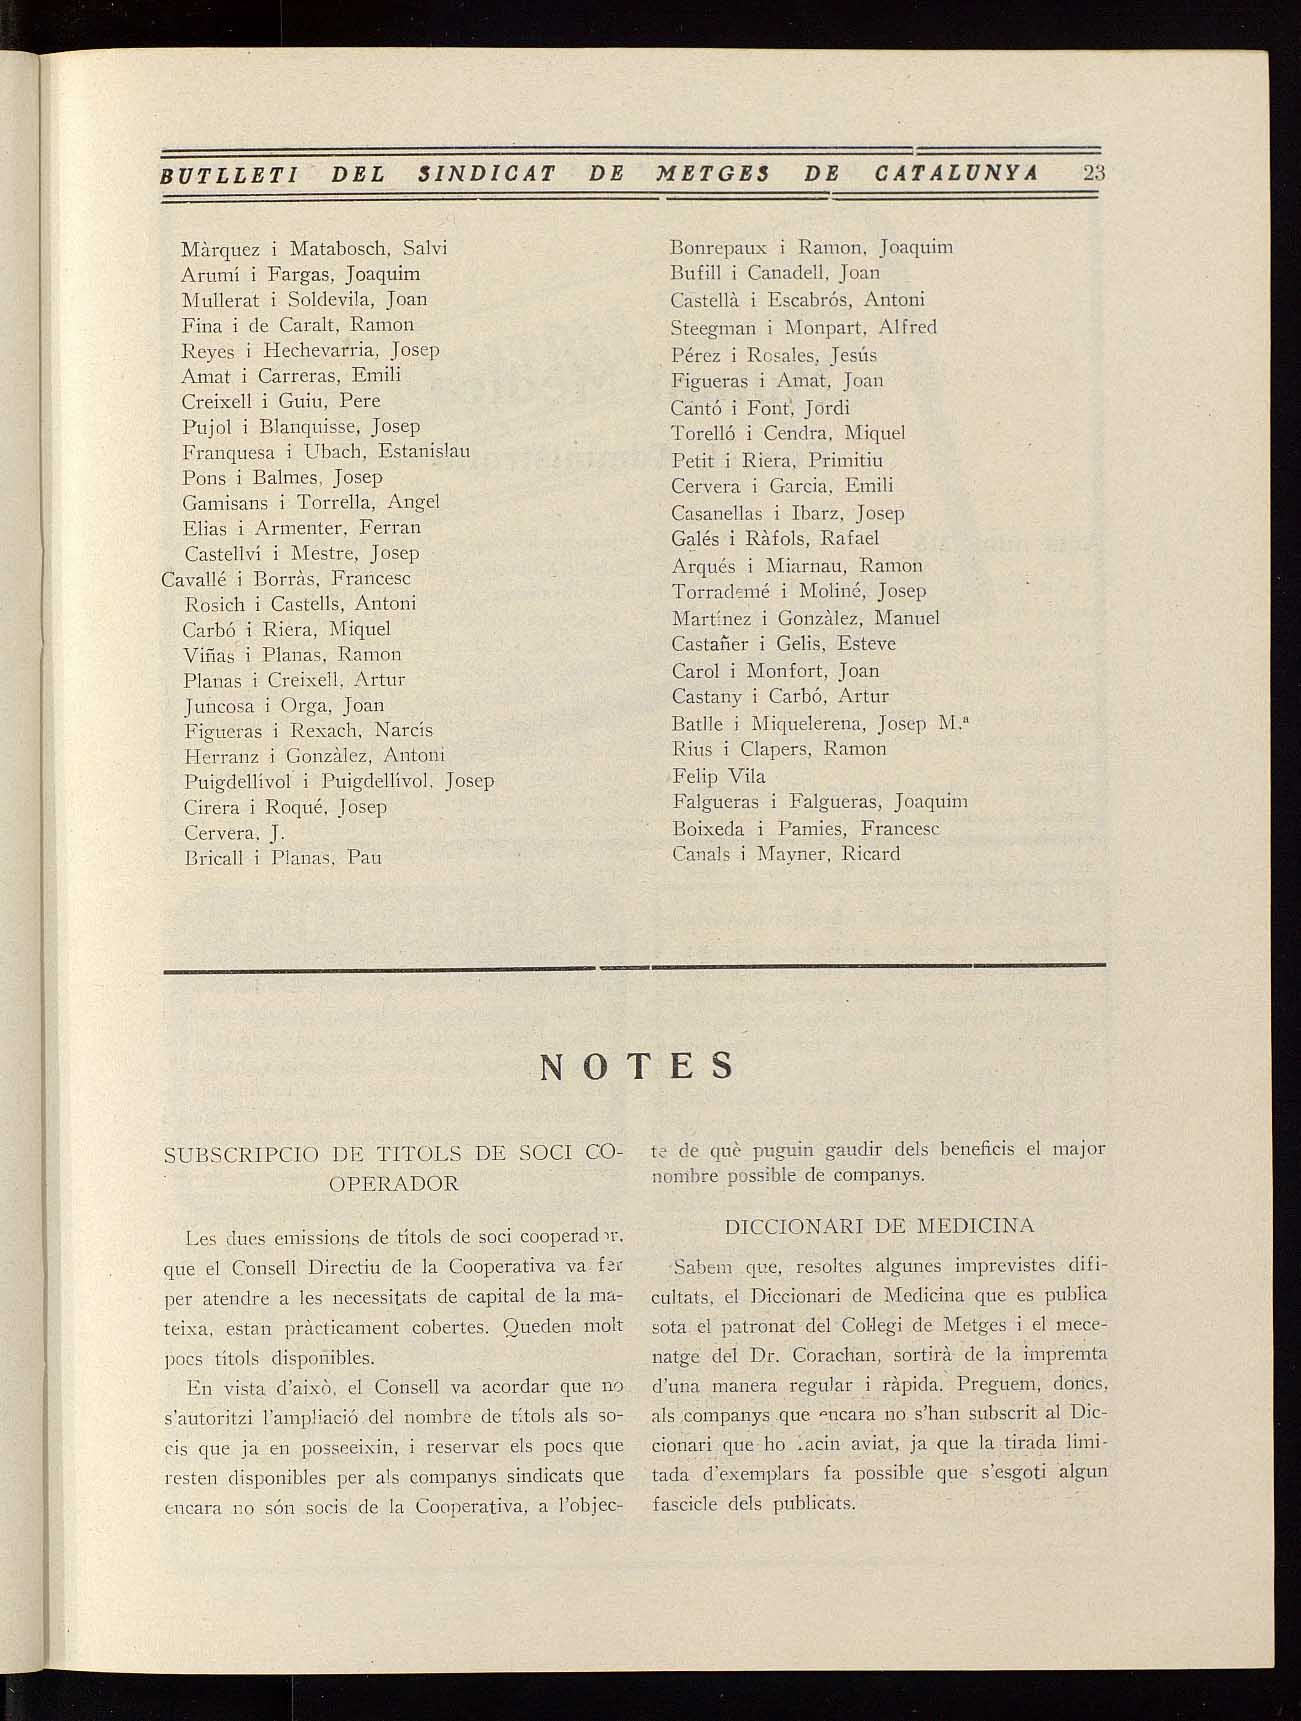 BUTLLETI DEL SINDICAT DE METGES DE CATALUNYA 23
Màrquez i Matabosch, Salvi
Arumí i Fargas, Joaquim
Mullerat i Soldevila, Joan
Fina i de Caralt, Ramon
Reyes i Hechevarria, Josep
Amat i Carreras, Emili
Creixell i Guiu, Pere
Pujol i Blanquisse, Josep
Franquesa i Ubach, Estanislau
Pons i Balmes, Josep
Gamisans i Torrella, Angel
Elias i Armenter, Ferran
Castellví i Mestre, Josep
Cavallé i Borràs, Francesc
Rosich i Castells, Antoni
Carbó i Riera, Miquel
Viñas i Planas, Ramon
Planas i Creixell, Artur
Juncosa i Orga, Joan
Figueras i Rexach, Narcís
Herranz i Gonzàlez, Antoni
Puigdellívol i Puigdellívol, Josep
Cirera i Roqué, Josep
Cervera, J.
Bricall i Planas, Pau
Bonrepaux i Ramon, Joaquim
Bufill i Canadell, Joan
Castellà i Escabrós, Antoni
Steegman i Monpart, Alfred
Pérez i Rosales, Jesús
Figueras i Amat, Joan
Cantó i Font, Jordi
Torelló i Cendra, Miquel
Petit i Riera, Primitiu
Cervera i Garcia, Emili
Casanellas i Ibarz, Josep
Galés i Ràfols, Rafael
Arqués i Miarnau, Ramon
Torrademé i Moliné, Josep
Martínez i Gonzàlez, Manuel
Castañer i Gelis, Esteve
Carol i Monfort, Joan
Castany i Carbó, Artur
Batlle i Miquelerena, Josep M.ª
Rius i Clapers, Ramon
Felip Vila
Falgueras i Falgueras, Joaquim
Boixeda i Pamies, Francesc
Canals i Mayner, Ricard
NOTES
SUBSCRIPCIO DE TITOLS DE SOCI CO-
OPERADOR
Les dues emissions de títols de soci cooperador,
que el Consell Directiu de la Cooperativa va fer
per atendre a les necessitats de capital de la ma-
teixa, estan pràcticament cobertes. Queden molt
pocs títols disponibles.
En vista d'això, el Consell va acordar que no
s'autoritzi l'ampliació del nombre de títols als so-
cis que ja en posseeixin, i reservar els pocs que
resten disponibles per als companys sindicats que
encara no són socis de la Cooperativa, a l'objec-
te de què puguin gaudir dels beneficis el major
nombre possible de companys.
DICCIONARI DE MEDICINA
Sabem que, resoltes algunes imprevistes difi-
cultats, el Diccionari de Medicina que es publica
sota el patronat del Col·legi de Metges i el mece-
natge del Dr. Corachan, sortirà de la impremta
d'una manera regular i ràpida. Preguem, doncs,
als companys que encara no s'han subscrit al Dic-
cionari que ho facin aviat, ja que la tirada limi-
tada d'exemplars fa possible que s'esgoti algun
fascicle dels publicats.